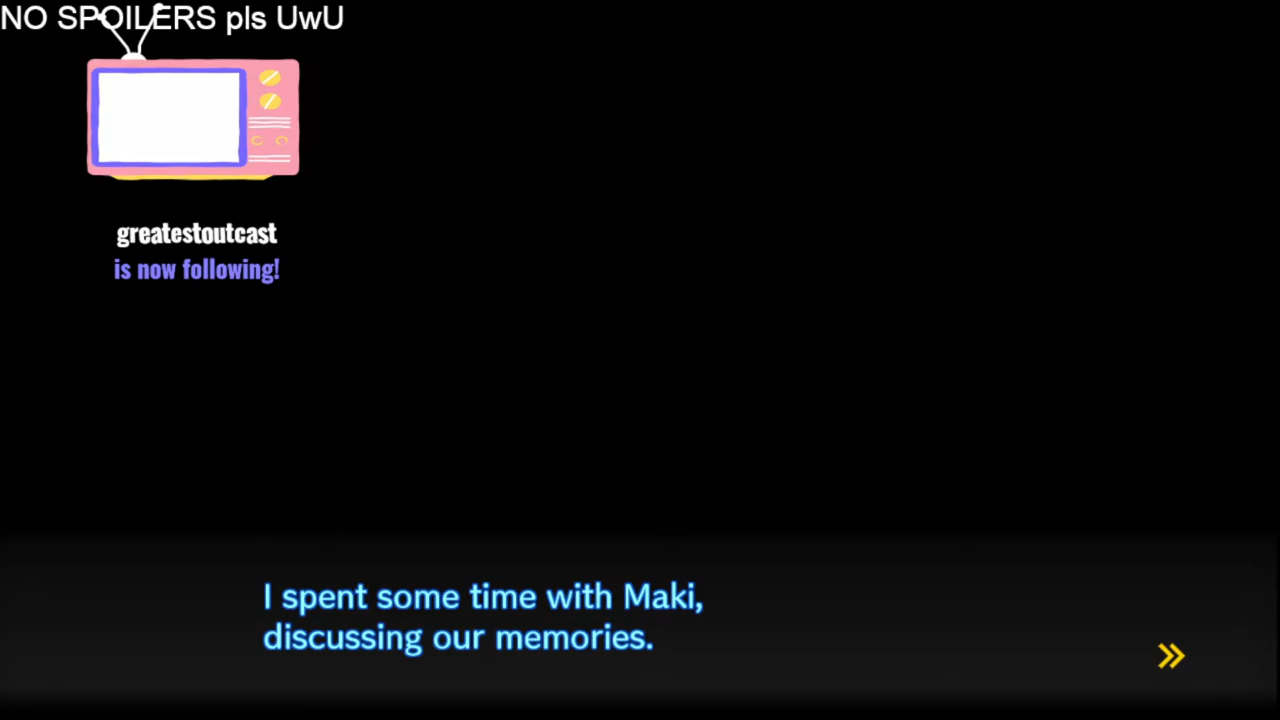 NO SPOILERS pls UwU
greatestoutcast
is now following!
I spent some time with Maki,
discussing our memories.